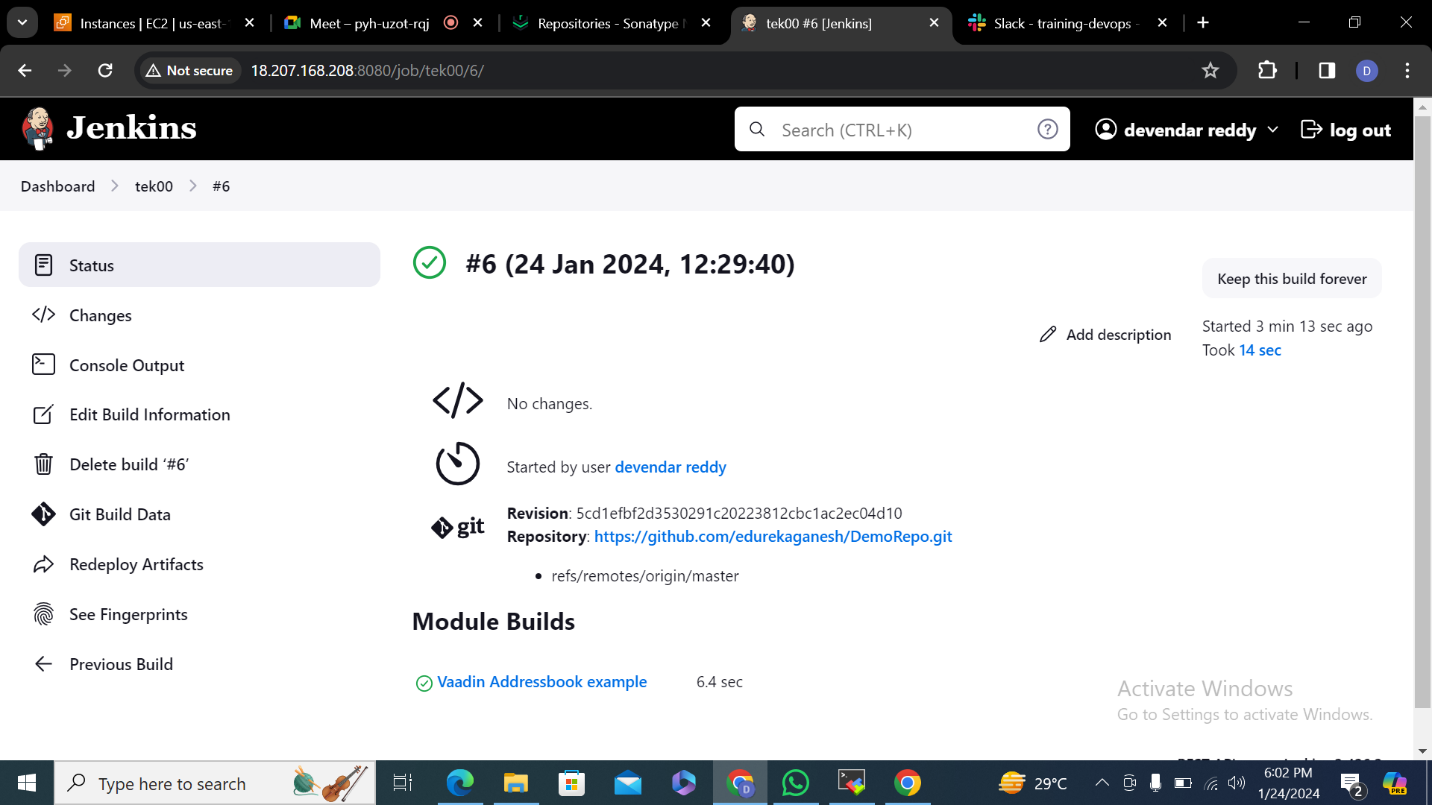 Instances | EC2 | us-east-
Meet – pyh-uzot-rqj
Repositories - Sonatype
tek00 #6 [Jenkins]
Slack - training-devops -
Not secure
18.207.168.208:8080/job/tek00/6/
D
Jenkins
Search (CTRL+K)
?
devendar reddy
log out
Dashboard
tek00
#6
Status
Changes
Console Output
Edit Build Information
Delete build ‘#6’
Git Build Data
Redeploy Artifacts
See Fingerprints
Previous Build
#6 (24 Jan 2024, 12:29:40)
Keep this build forever
Add description
Started 3 min 13 sec ago
Took 14 sec
No changes.
Started by user devendar reddy
git
Revision: 5cd1efbf2d3530291c20223812cbc1ac2ec04d10
Repository: https://github.com/edurekaganesh/DemoRepo.git
• refs/remotes/origin/master
Module Builds
Vaadin Addressbook example 6.4 sec
Activate Windows
Go to Settings to activate Windows.
Type here to search
D
29°C
6:02 PM
1/24/2024
2
PRE